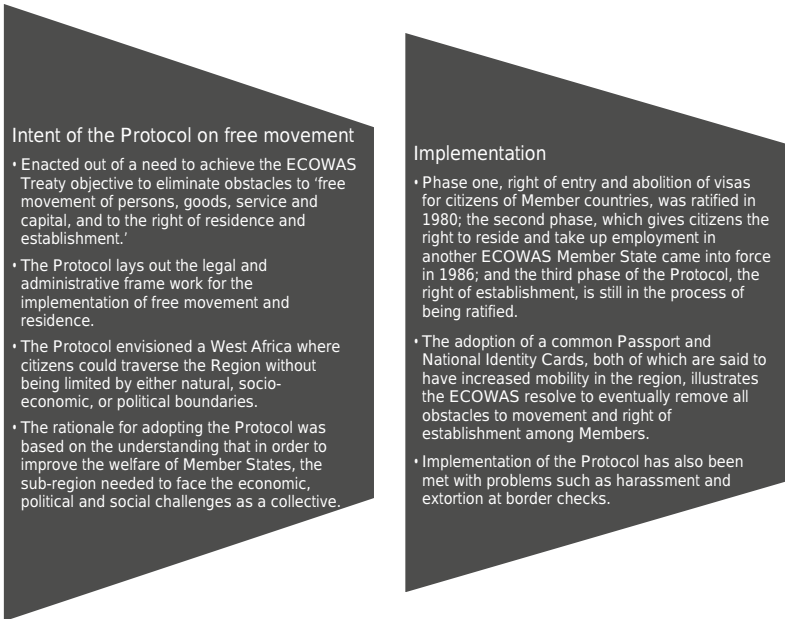 Intent of the Protocol on free movement
• Enacted out of a need to achieve the ECOWAS
Treaty objective to eliminate obstacles to ‘free
movement of persons, goods, service and
capital, and to the right of residence and
establishment.’
• The Protocol lays out the legal and
administrative frame work for the
implementation of free movement and
residence.
• The Protocol envisioned a West Africa where
citizens could traverse the Region without
being limited by either natural, socio-
economic, or political boundaries.
• The rationale for adopting the Protocol was
based on the understanding that in order to
improve the welfare of Member States, the
sub-region needed to face the economic,
political and social challenges as a collective.
Implementation
• Phase one, right of entry and abolition of visas
for citizens of Member countries, was ratified in
1980; the second phase, which gives citizens the
right to reside and take up employment in
another ECOWAS Member State came into force
in 1986; and the third phase of the Protocol, the
right of establishment, is still in the process of
being ratified.
• The adoption of a common Passport and
National Identity Cards, both of which are said to
have increased mobility in the region, illustrates
the ECOWAS resolve to eventually remove all
obstacles to movement and right of
establishment among Members.
• Implementation of the Protocol has also been
met with problems such as harassment and
extortion at border checks.